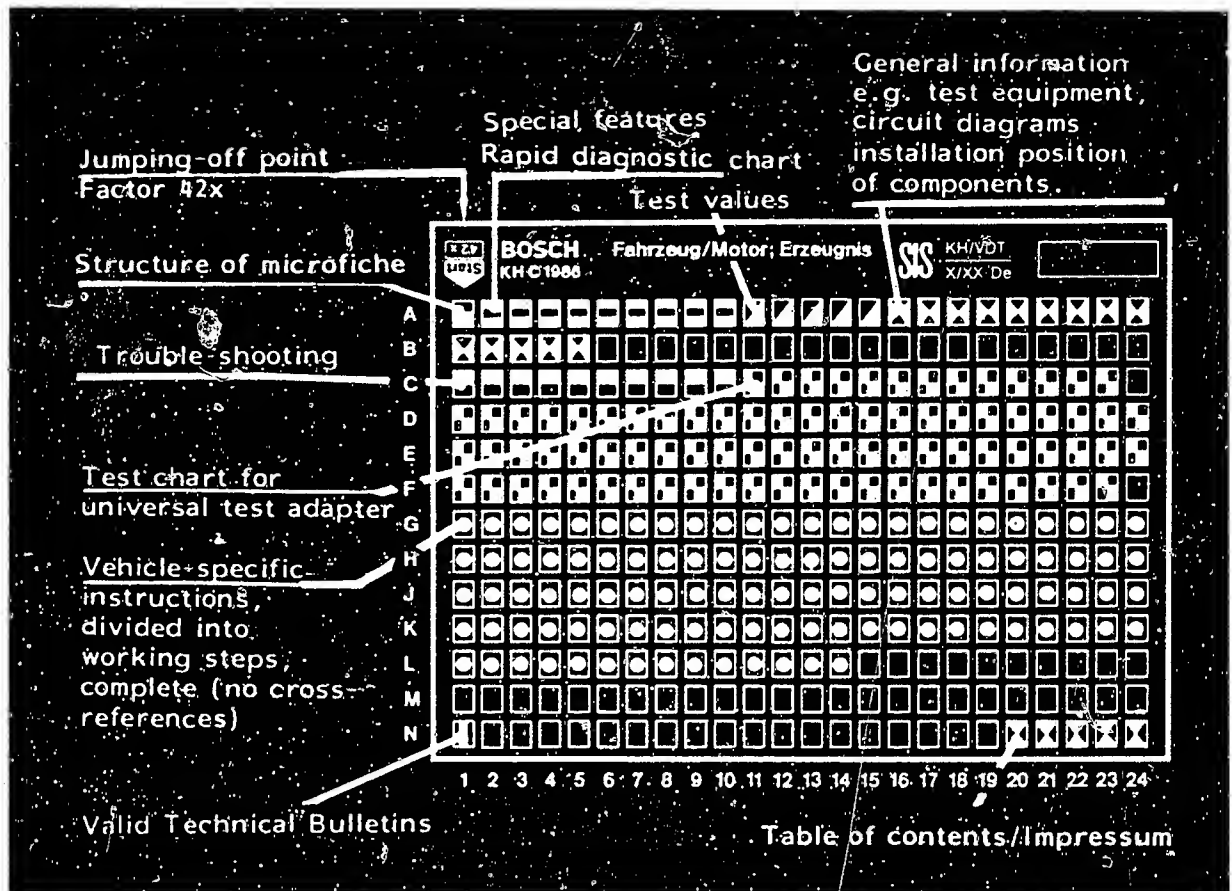 General information
e.g. test equipment,
circuit diagrams
installation position
of components.
Special features
Rapid diagnostic chart
Jumping-off point
Factor 42x
Test values
42 x
Start
BOSCH
KH C 1986
Fahrzeug/Motor; Erzeugnis
SIS
KH/VDT
X/XX De
Structure of microfiche
A
B
Trouble-shooting
C
D
E
Test chart for
universal test adapter
F
G
H
Vehicle-specific
instructions,
divided into
working steps,
complete (no cross-
references)
J
K
L
M
N
1 2 3 4 5 6 7 8 9 10 11 12 13 14 15 16 17 18 19 20 21 22 23 24
Valid Technical Bulletins
Table of contents/Impressum